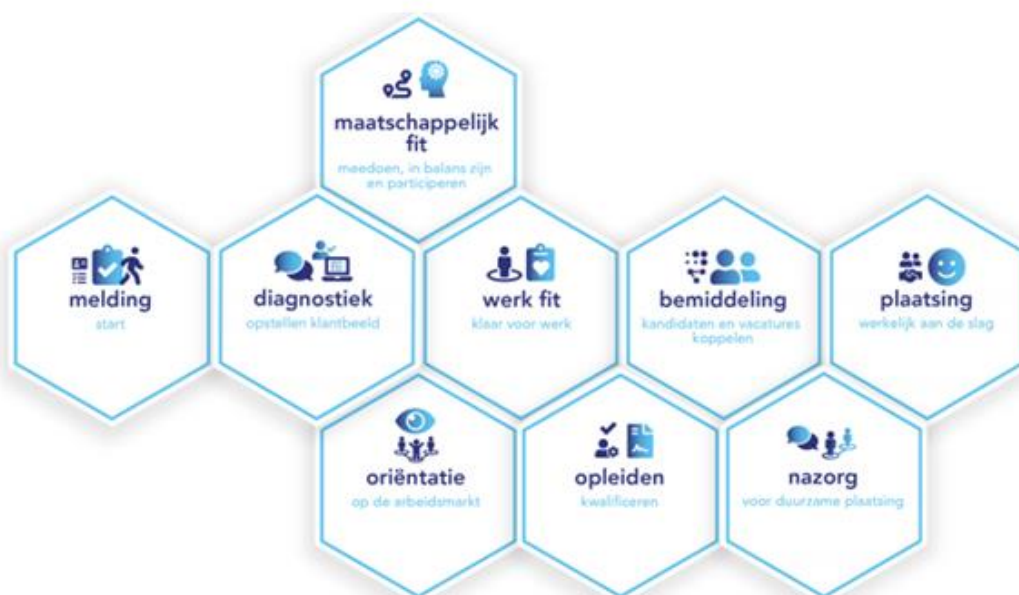 maatschappelijk
fit
meedoen, in balans zijn
en participeren
melding
start
diagnostiek
opstellen klantbeeld
werk fit
klaar voor werk
bemiddeling
kandidaten en vacatures
koppelen
plaatsing
werkelijk aan de slag
oriëntatie
op de arbeidsmarkt
opleiden
kwalificeren
nazorg
voor duurzame plaatsing